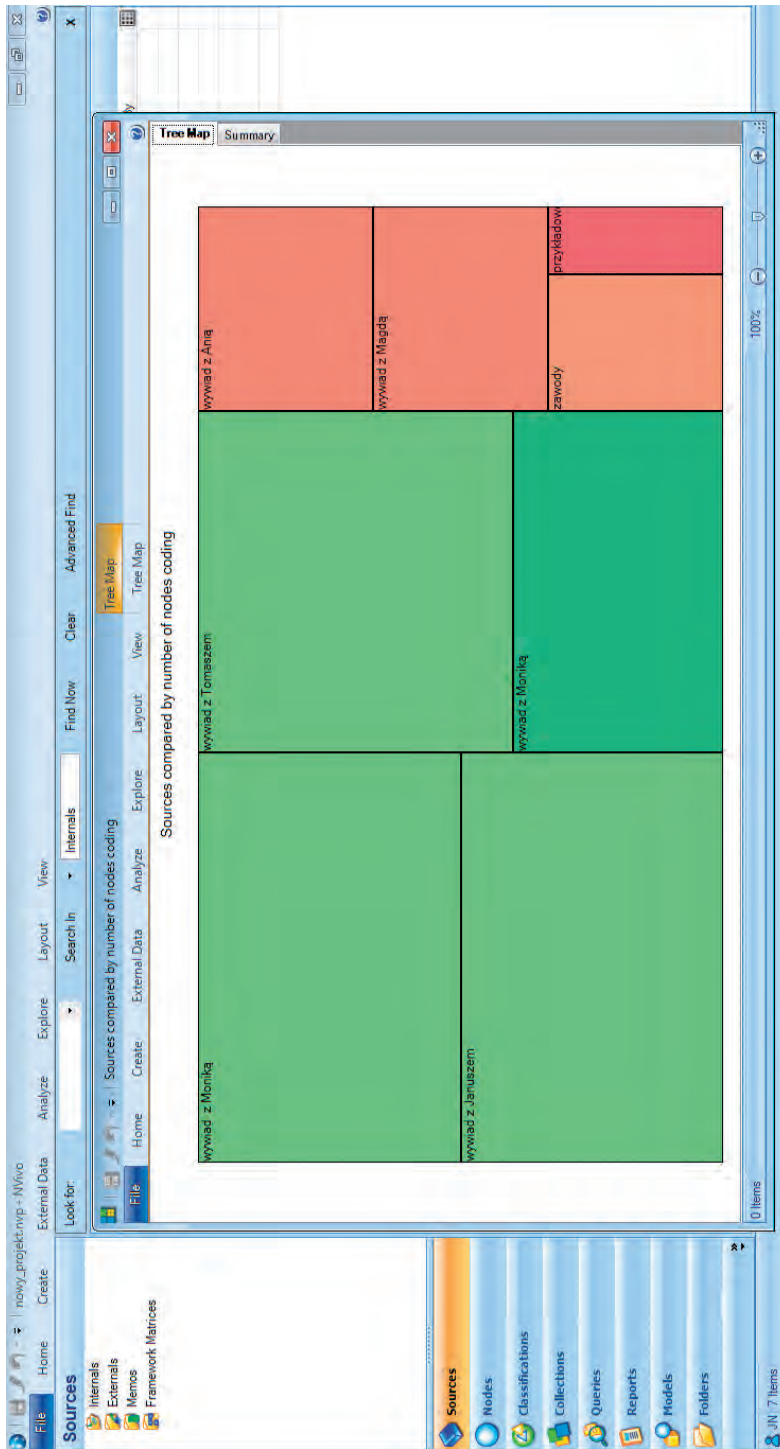 nowy_projekt.nvp - NVivo
File Home Create External Data Analyze Explore Layout View
Look for: Search In Internals Find Now Clear Advanced Find
Sources
Internals
Externals
Memos
Framework Matrices
Sources
Nodes
Classifications
Collections
Queries
Reports
Models
Folders
JN 7 Items
Sources compared by number of nodes coding Tree Map
File Home Create External Data Analyze Explore Layout View Tree Map
Sources compared by number of nodes coding
wywiad z Moniką
wywiad z Januszem
wywiad z Tomaszem
wywiad z Moniką
wywiad z Anią
wywiad z Magdą
zawody
przykładow
Tree Map
Summary
0 Items
100%